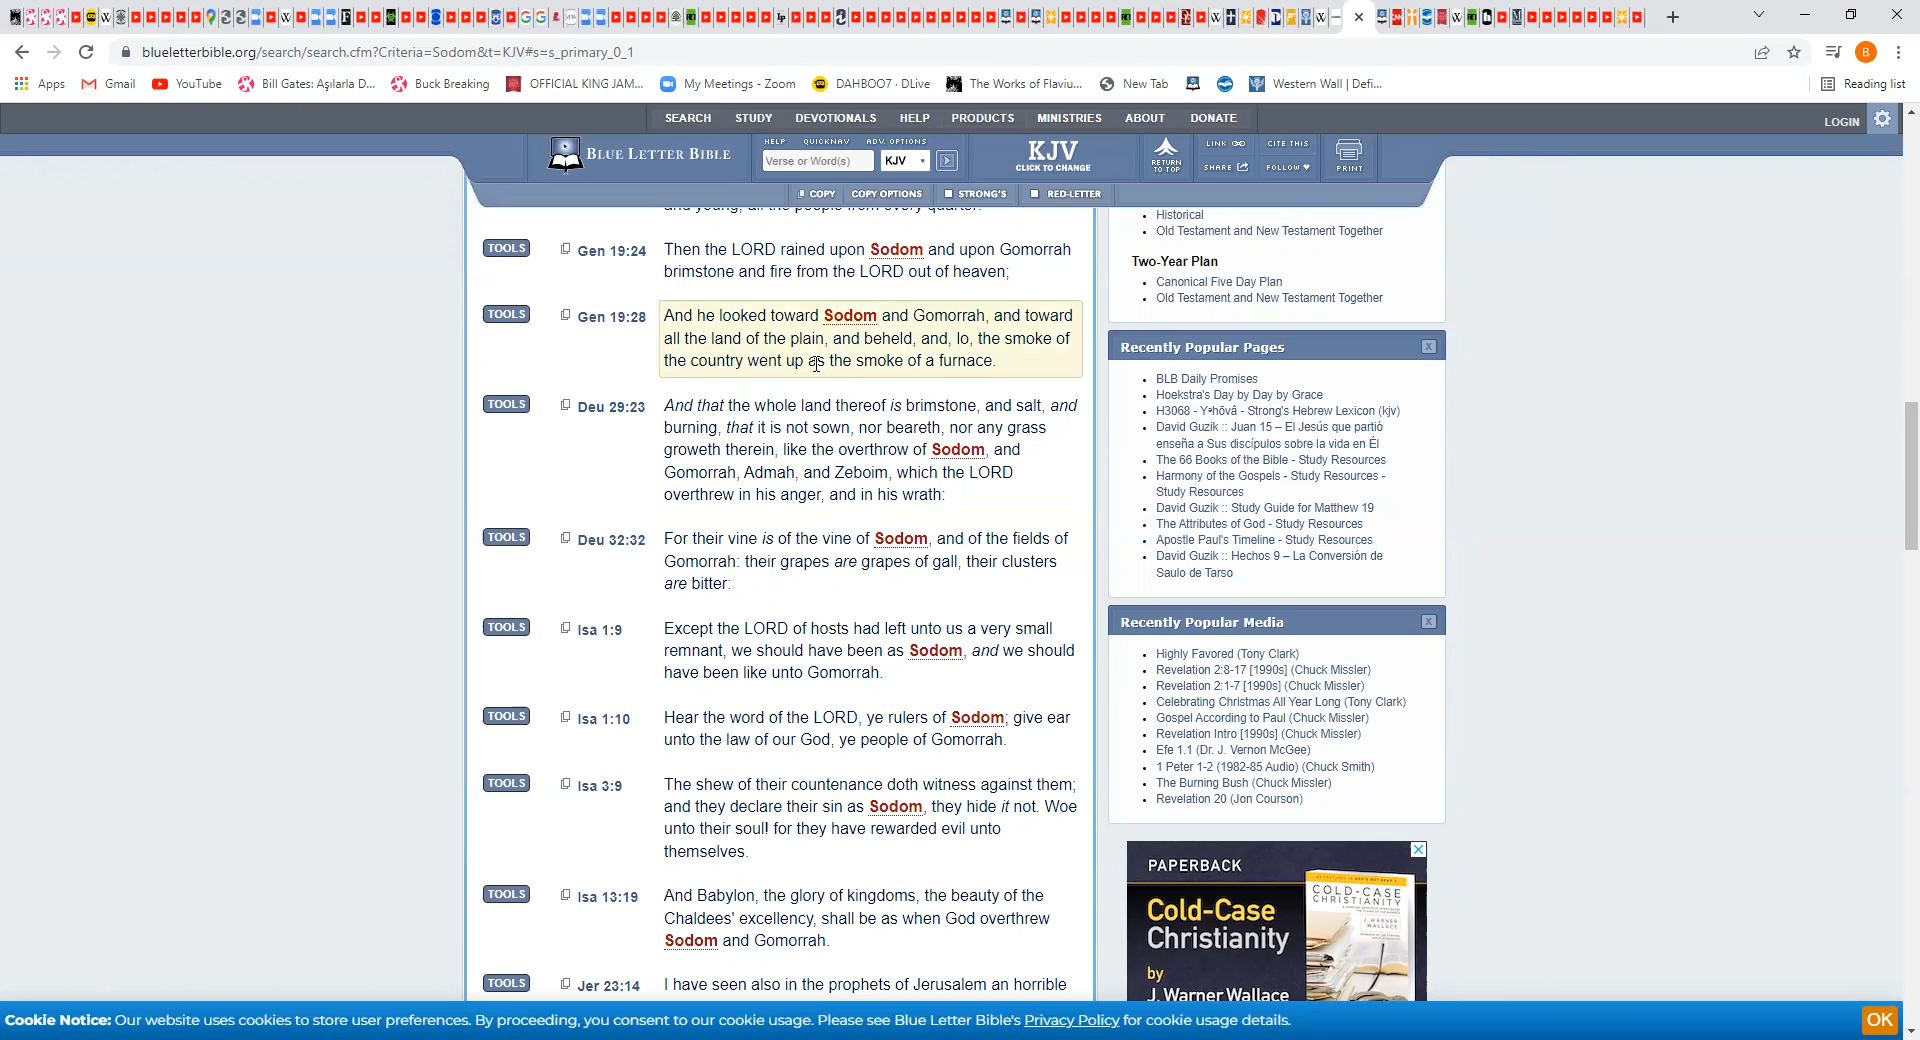 blueletterbible.org/search/search.cfm?Criteria=Sodom&t=KJV#s=s_primary_0_1
B
Apps
Gmail
YouTube
Bill Gates: Aşılarla D...
Buck Breaking
OFFICIAL KING JAM...
My Meetings - Zoom
DAHBOO7 · DLive
The Works of Flaviu...
New Tab
Western Wall | Defi...
Reading list
SEARCH STUDY DEVOTIONALS HELP PRODUCTS MINISTRIES ABOUT DONATE
LOGIN
BLUE LETTER BIBLE
HELP QUICKNAV ADV. OPTIONS
Verse or Word(s)
KJV
KJV
CLICK TO CHANGE
RETURN
TO TOP
LINK
SHARE
CITE THIS
FOLLOW
PRINT
COPY COPY OPTIONS STRONG'S RED-LETTER
and young, all the people from every quarter:
TOOLS Gen 19:24 Then the LORD rained upon Sodom and upon Gomorrah
brimstone and fire from the LORD out of heaven;
TOOLS Gen 19:28 And he looked toward Sodom and Gomorrah, and toward
all the land of the plain, and beheld, and, lo, the smoke of
the country went up as the smoke of a furnace.
TOOLS Deu 29:23 And that the whole land thereof is brimstone, and salt, and
burning, that it is not sown, nor beareth, nor any grass
groweth therein, like the overthrow of Sodom, and
Gomorrah, Admah, and Zeboim, which the LORD
overthrew in his anger, and in his wrath:
TOOLS Deu 32:32 For their vine is of the vine of Sodom, and of the fields of
Gomorrah: their grapes are grapes of gall, their clusters
are bitter:
TOOLS Isa 1:9 Except the LORD of hosts had left unto us a very small
remnant, we should have been as Sodom, and we should
have been like unto Gomorrah.
TOOLS Isa 1:10 Hear the word of the LORD, ye rulers of Sodom; give ear
unto the law of our God, ye people of Gomorrah.
TOOLS Isa 3:9 The shew of their countenance doth witness against them;
and they declare their sin as Sodom, they hide it not. Woe
unto their soul! for they have rewarded evil unto
themselves.
TOOLS Isa 13:19 And Babylon, the glory of kingdoms, the beauty of the
Chaldees' excellency, shall be as when God overthrew
Sodom and Gomorrah.
TOOLS Jer 23:14 I have seen also in the prophets of Jerusalem an horrible
Historical
Old Testament and New Testament Together
Two-Year Plan
Canonical Five Day Plan
Old Testament and New Testament Together
Recently Popular Pages
BLB Daily Promises
Hoekstra's Day by Day by Grace
H3068 - Yᵊhōvâ - Strong's Hebrew Lexicon (kjv)
David Guzik :: Juan 15 – El Jesús que partió
enseña a Sus discípulos sobre la vida en Él
The 66 Books of the Bible - Study Resources
Harmony of the Gospels - Study Resources -
Study Resources
David Guzik :: Study Guide for Matthew 19
The Attributes of God - Study Resources
Apostle Paul's Timeline - Study Resources
David Guzik :: Hechos 9 – La Conversión de
Saulo de Tarso
Recently Popular Media
Highly Favored (Tony Clark)
Revelation 2:8-17 [1990s] (Chuck Missler)
Revelation 2:1-7 [1990s] (Chuck Missler)
Celebrating Christmas All Year Long (Tony Clark)
Gospel According to Paul (Chuck Missler)
Revelation Intro [1990s] (Chuck Missler)
Efe 1.1 (Dr. J. Vernon McGee)
1 Peter 1-2 (1982-85 Audio) (Chuck Smith)
The Burning Bush (Chuck Missler)
Revelation 20 (Jon Courson)
PAPERBACK
Cold-Case
Christianity
by
J. Warner Wallace
COLD-CASE
CHRISTIANITY
J. WARNER
WALLACE
Cookie Notice: Our website uses cookies to store user preferences. By proceeding, you consent to our cookie usage. Please see Blue Letter Bible's Privacy Policy for cookie usage details.
OK